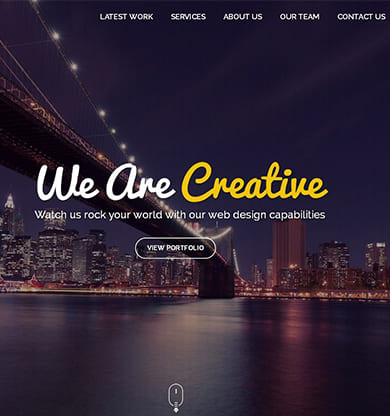 LATEST WORK SERVICES ABOUT US OUR TEAM CONTACT US
We Are Creative
Watch us rock your world with our web design capabilities
VIEW PORTFOLIO